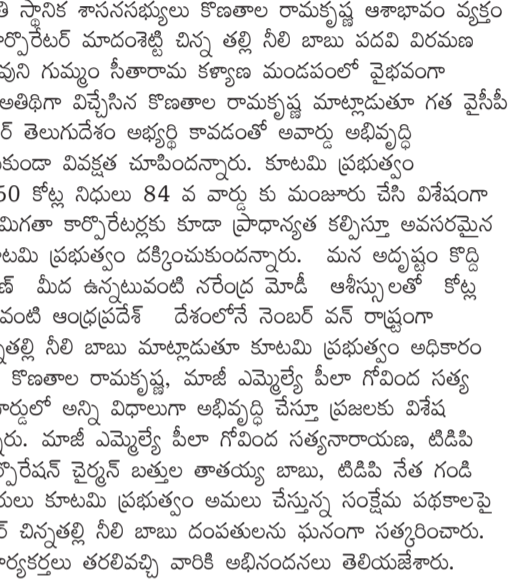 తి స్థానిక శాసనసభ్యులు కొణతాల రామకృష్ణ ఆశాభావం వ్యక్తం
ార్పొరేటర్ మాదంశెట్టి చిన్న తల్లి నీలి బాబు పదవి విరమణ
వుని గుమ్మం సీతారామ కళ్యాణ మండపంలో వైభవంగా
అతిథిగా విచ్చేసిన కొణతాల రామకృష్ణ మాట్లాడుతూ గత వైసీపీ
ర్ తెలుగుదేశం అభ్యర్థి కావడంతో అవార్డు అభివృద్ధి
కుండా వివక్షత చూపిందన్నారు. కూటమి ప్రభుత్వం
50 కోట్ల నిధులు 84 వ వార్డు కు మంజూరు చేసి విశేషంగా
మిగతా కార్పొరేటర్లకు కూడా ప్రాధాన్యత కల్పిస్తూ అవసరమైన
ూటమి ప్రభుత్వం దక్కించుకుందన్నారు. మన అదృష్టం కొద్ది
ణ్ మీద ఉన్నటువంటి నరేంద్ర మోడీ ఆశీస్సులతో కోట్ల
వంటి ఆంధ్రప్రదేశ్ దేశంలోనే నెంబర్ వన్ రాష్ట్రంగా
్నతల్లి నీలి బాబు మాట్లాడుతూ కూటమి ప్రభుత్వం అధికారం
కొణతాల రామకృష్ణ, మాజీ ఎమ్మెల్యే పీలా గోవింద సత్య
ార్డులో అన్ని విధాలుగా అభివృద్ధి చేస్తూ ప్రజలకు విశేష
్నరు. మాజీ ఎమ్మెల్యే పీలా గోవింద సత్యనారాయణ, టిడిపి
ర్పొరేషన్ చైర్మన్ బత్తుల తాతయ్య బాబు, టిడిపి నేత గండి
రులు కూటమి ప్రభుత్వం అమలు చేస్తున్న సంక్షేమ పథకాలపై
ర్ చిన్నతల్లి నీలి బాబు దంపతులను ఘనంగా సత్కరించారు.
ార్యకర్తలు తరలివచ్చి వారికి అభినందనలు తెలియజేశారు.